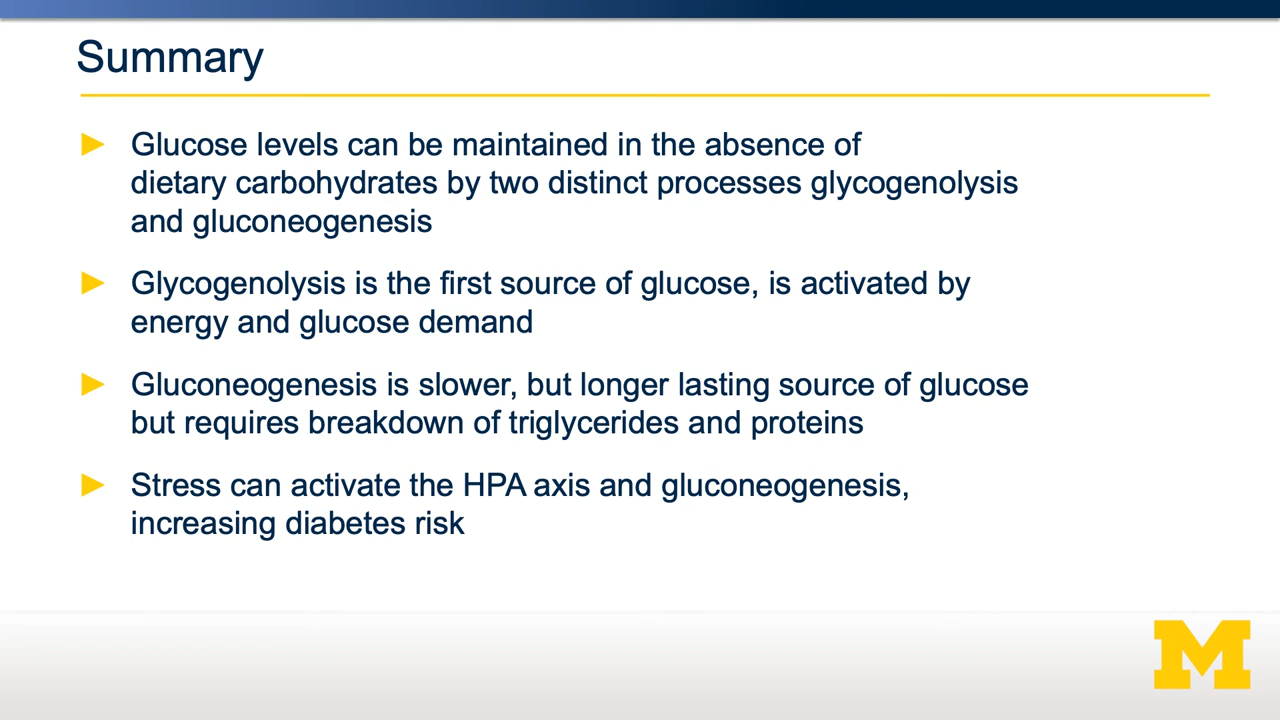 Summary
Glucose levels can be maintained in the absence of
dietary carbohydrates by two distinct processes glycogenolysis
and gluconeogenesis
Glycogenolysis is the first source of glucose, is activated by
energy and glucose demand
Gluconeogenesis is slower, but longer lasting source of glucose
but requires breakdown of triglycerides and proteins
Stress can activate the HPA axis and gluconeogenesis,
increasing diabetes risk
M